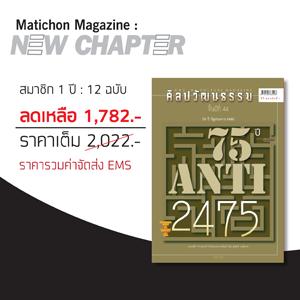 Matichon Magazine :
NEW CHAPTER
สมาชิก 1 ปี : 12 ฉบับ
ลดเหลือ 1,782.-
ราคาเต็ม 2,022.-
ราคารวมค่าจัดส่ง EMS
ศิลปวัฒนธรรม
75 ปี
ANTI
2475